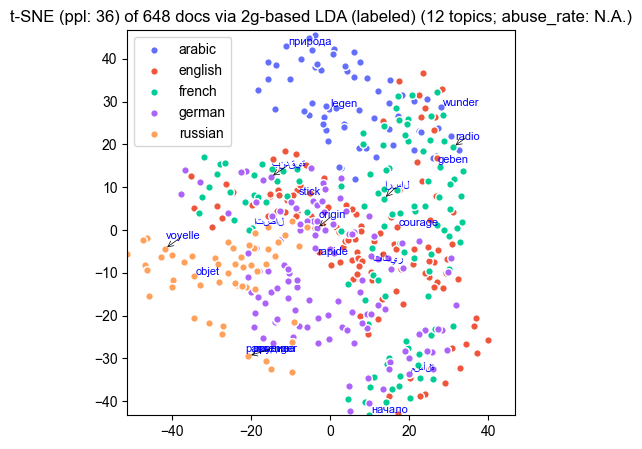 t-SNE (ppl: 36) of 648 docs via 2g-based LDA (labeled) (12 topics; abuse_rate: N.A.)
arabic
english
french
german
russian
природа
legen
wunder
radio
geben
stick
origin
courage
rapide
voyelle
objet
начало
40
30
20
10
0
−10
−20
−30
−40
−40
−20
0
20
40